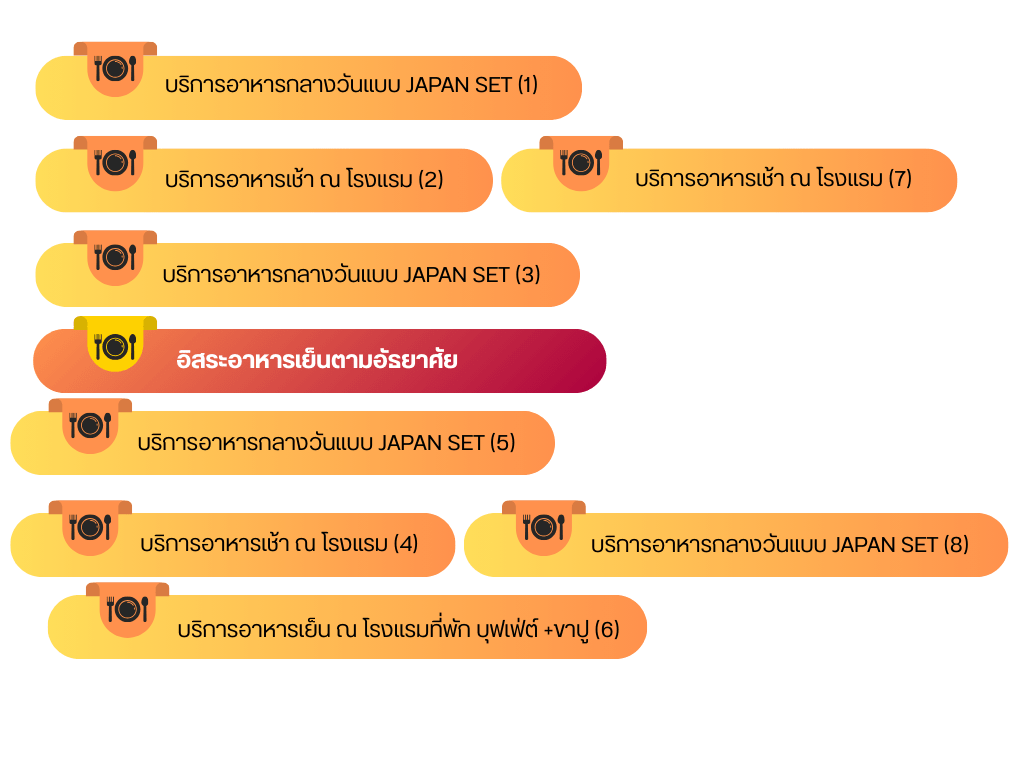 บริการอาหารกลางวันแบบ JAPAN SET (1)
บริการอาหารเช้า ณ โรงแรม (2)
บริการอาหารเช้า ณ โรงแรม (7)
บริการอาหารกลางวันแบบ JAPAN SET (3)
อิสระอาหารเย็นตามอัธยาศัย
บริการอาหารกลางวันแบบ JAPAN SET (5)
บริการอาหารเช้า ณ โรงแรม (4)
บริการอาหารกลางวันแบบ JAPAN SET (8)
บริการอาหารเย็น ณ โรงแรมที่พัก บุฟเฟ่ต์ +ขาปู (6)